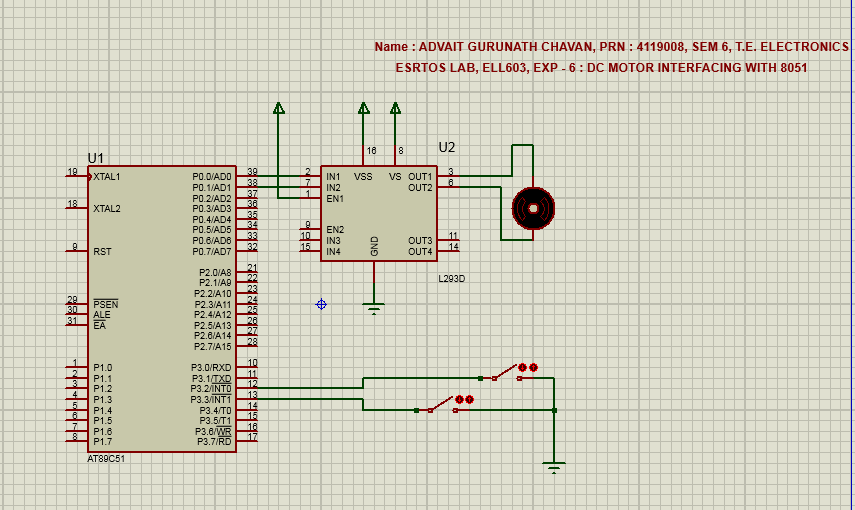 Name : ADVAIT GURUNATH CHAVAN, PRN : 4119008, SEM 6, T.E. ELECTRONICS
ESRTOS LAB, ELL603, EXP - 6 : DC MOTOR INTERFACING WITH 8051
U1
19 XTAL1
18 XTAL2
9 RST
29 PSEN
30 ALE
31 EA
1 P1.0
2 P1.1
3 P1.2
4 P1.3
5 P1.4
6 P1.5
7 P1.6
8 P1.7
P0.0/AD0 39
P0.1/AD1 38
P0.2/AD2 37
P0.3/AD3 36
P0.4/AD4 35
P0.5/AD5 34
P0.6/AD6 33
P0.7/AD7 32
P2.0/A8 21
P2.1/A9 22
P2.2/A10 23
P2.3/A11 24
P2.4/A12 25
P2.5/A13 26
P2.6/A14 27
P2.7/A15 28
P3.0/RXD 10
P3.1/TXD 11
P3.2/INT0 12
P3.3/INT1 13
P3.4/T0 14
P3.5/T1 15
P3.6/WR 16
P3.7/RD 17
AT89C51
U2
16 8
VSS VS
2 IN1
7 IN2
1 EN1
9 EN2
10 IN3
15 IN4
OUT1 3
OUT2 6
OUT3 11
OUT4 14
GND
L293D